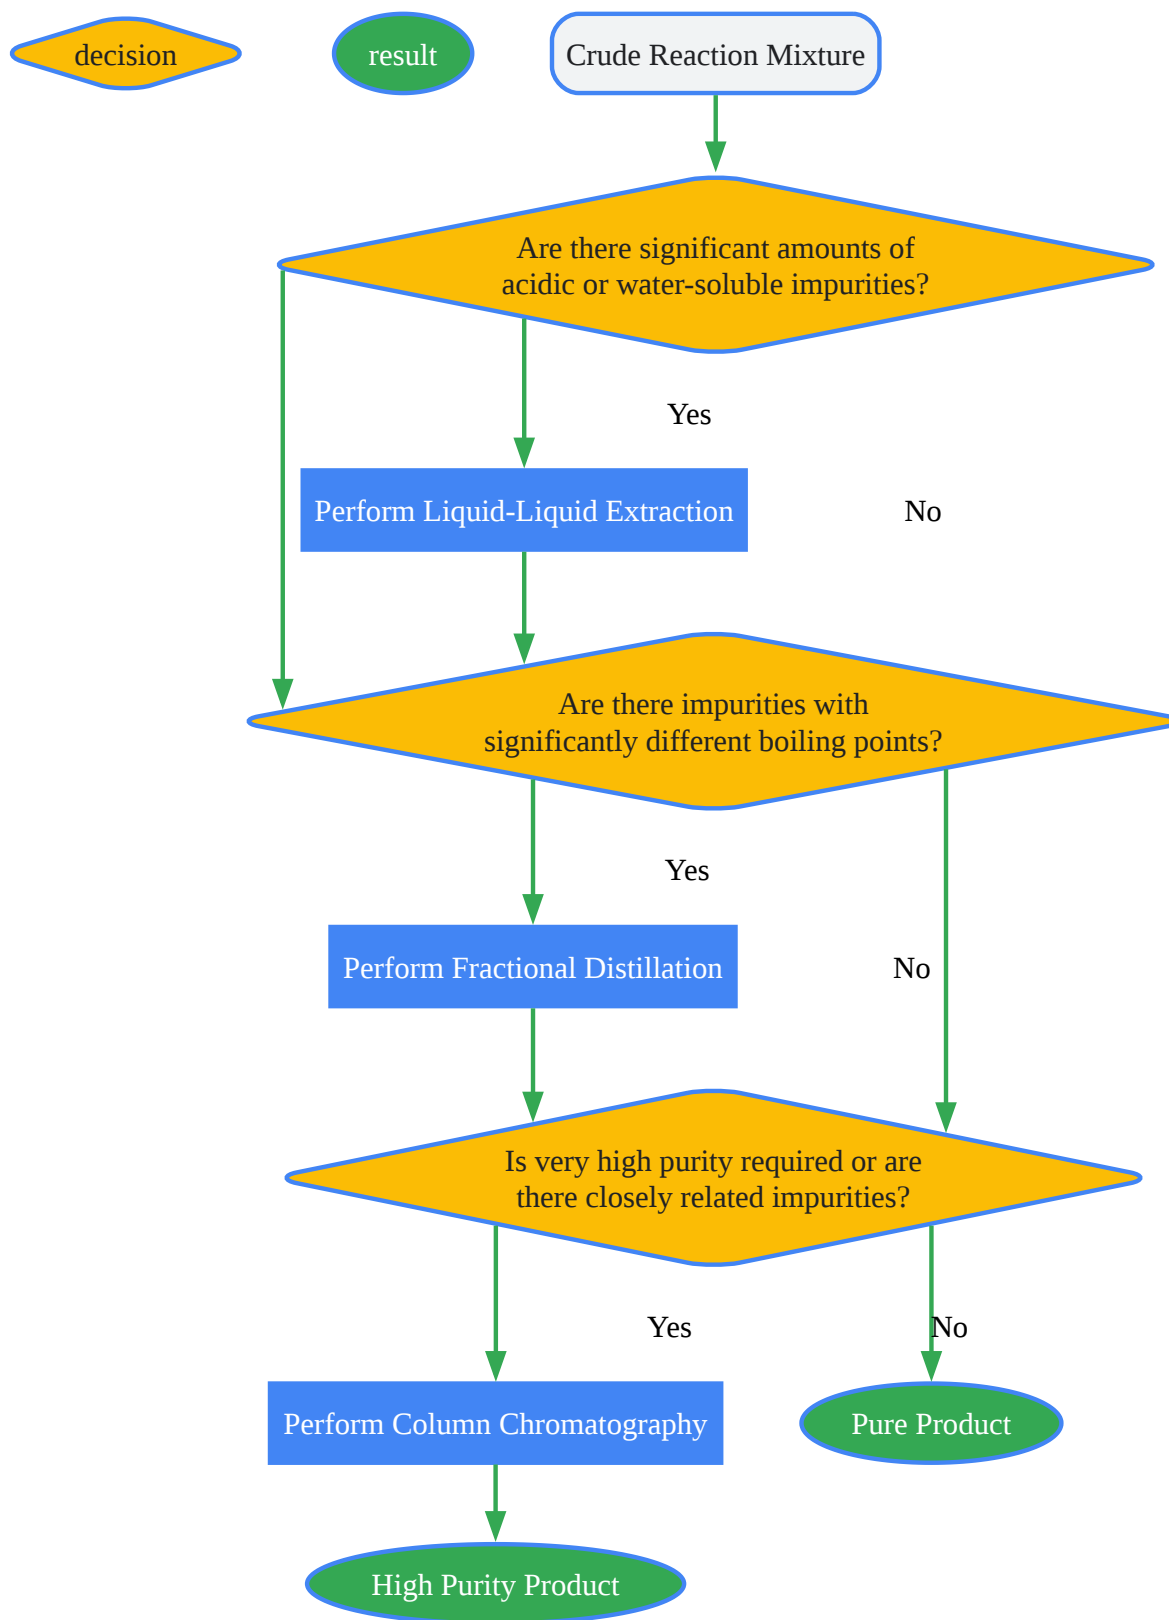 decision
result
Crude Reaction Mixture
Are there significant amounts of
acidic or water-soluble impurities?
Yes
Perform Liquid-Liquid Extraction
No
Are there impurities with
significantly different boiling points?
Yes
Perform Fractional Distillation
No
Is very high purity required or are
there closely related impurities?
Yes
No
Perform Column Chromatography
Pure Product
High Purity Product